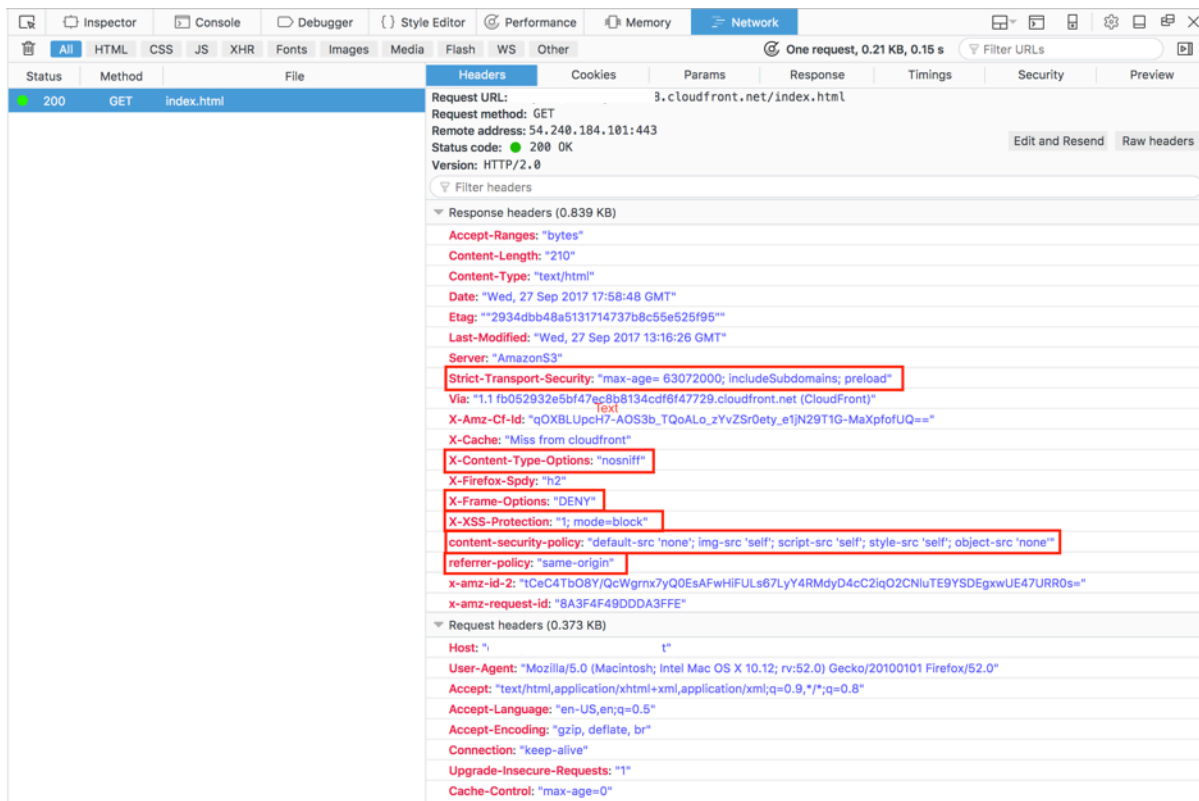 Inspector Console Debugger { } Style Editor Performance Memory Network
All HTML CSS JS XHR Fonts Images Media Flash WS Other One request, 0.21 KB, 0.15 s Filter URLs
Status Method File Headers Cookies Params Response Timings Security Preview
200 GET index.html
Request URL: 3.cloudfront.net/index.html
Request method: GET
Remote address: 54.240.184.101:443
Status code: 200 OK
Edit and Resend Raw headers
Version: HTTP/2.0
Filter headers
Response headers (0.839 KB)
Accept-Ranges: "bytes"
Content-Length: "210"
Content-Type: "text/html"
Date: "Wed, 27 Sep 2017 17:58:48 GMT"
Etag: ""2934dbb48a5131714737b8c55e525f95""
Last-Modified: "Wed, 27 Sep 2017 13:16:26 GMT"
Server: "AmazonS3"
Strict-Transport-Security: "max-age= 63072000; includeSubdomains; preload"
Via: "1.1 fb052932e5bf47ec8b8134cdf6f47729.cloudfront.net (CloudFront)"
Text
X-Amz-Cf-Id: "qOXBLUpcH7-AOS3b_TQoALo_zYvZSr0ety_e1jN29T1G-MaXpfofUQ=="
X-Cache: "Miss from cloudfront"
X-Content-Type-Options: "nosniff"
X-Firefox-Spdy: "h2"
X-Frame-Options: "DENY"
X-XSS-Protection: "1; mode=block"
content-security-policy: "default-src 'none'; img-src 'self'; script-src 'self'; style-src 'self'; object-src 'none'"
referrer-policy: "same-origin"
x-amz-id-2: "tCeC4TbO8Y/QcWgrnx7yQ0EsAFwHiFULs67LyY4RMdyD4cC2iqO2CNluTE9YSDEgxwUE47URR0s="
x-amz-request-id: "8A3F4F49DDDA3FFE"
Request headers (0.373 KB)
Host: " t"
User-Agent: "Mozilla/5.0 (Macintosh; Intel Mac OS X 10.12; rv:52.0) Gecko/20100101 Firefox/52.0"
Accept: "text/html,application/xhtml+xml,application/xml;q=0.9,*/*;q=0.8"
Accept-Language: "en-US,en;q=0.5"
Accept-Encoding: "gzip, deflate, br"
Connection: "keep-alive"
Upgrade-Insecure-Requests: "1"
Cache-Control: "max-age=0"